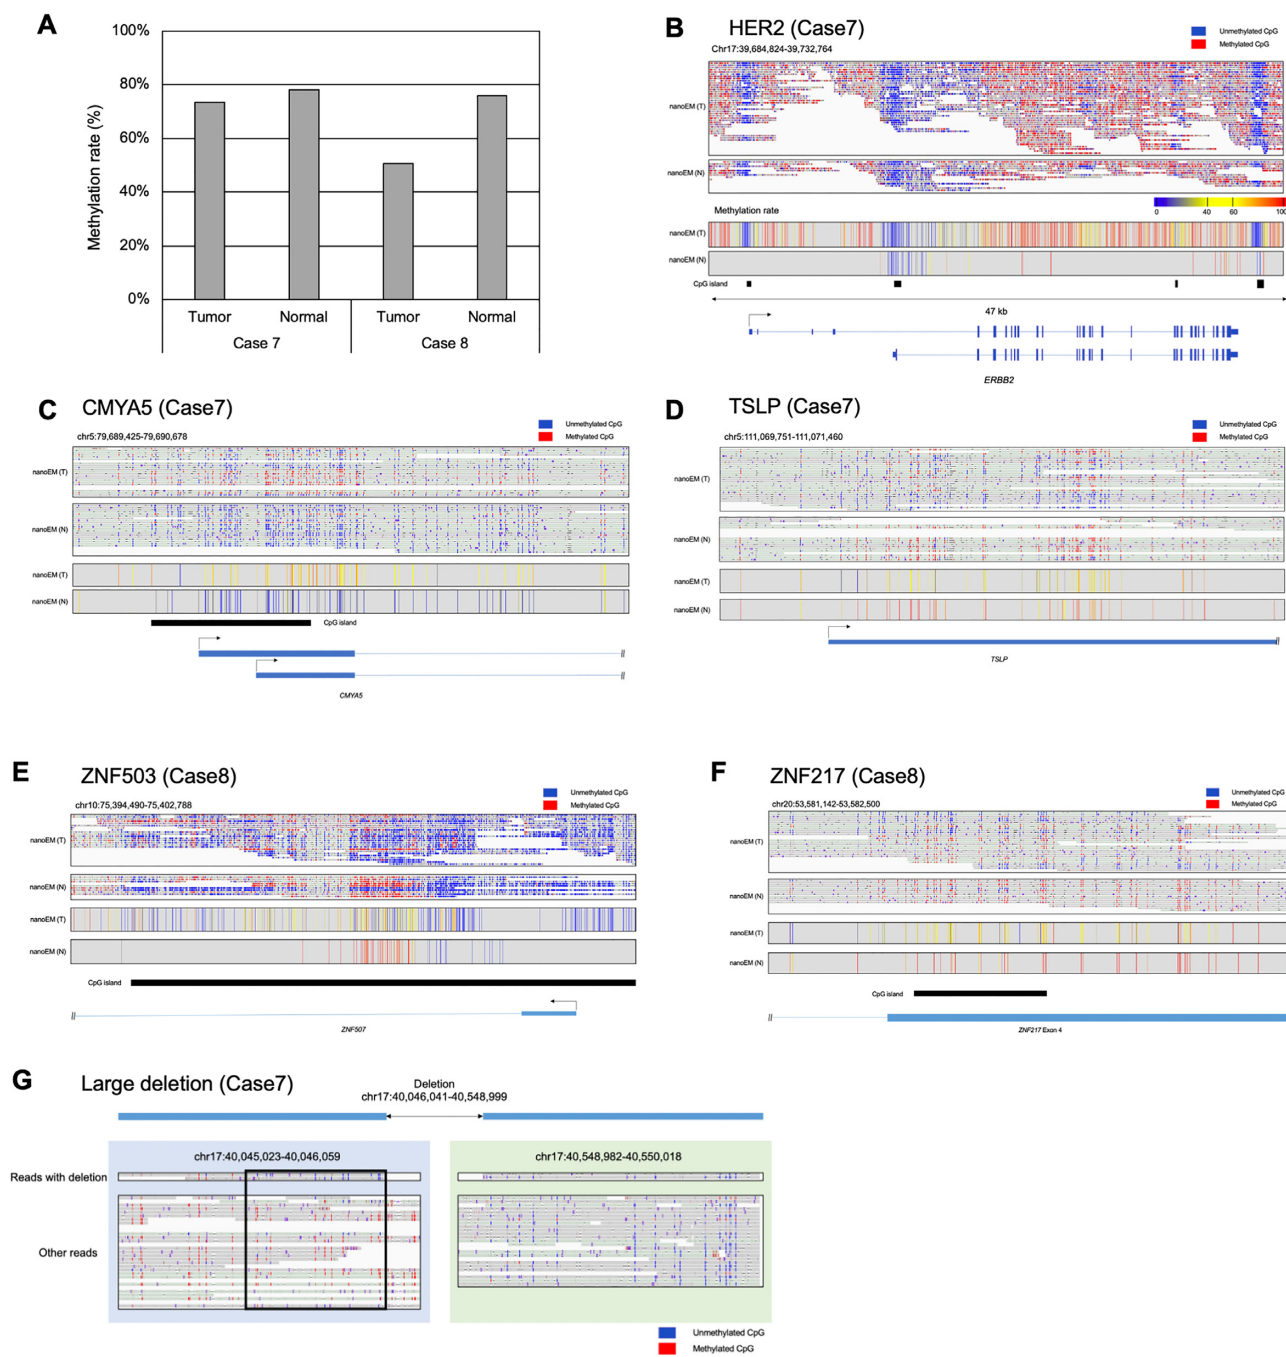 A
100%
80%
60%
40%
20%
0%
Methylation rate (%)
Tumor Normal Tumor Normal
Case 7 Case 8
B HER2 (Case7)
Chr17:39,684,824-39,732,764
Unmethylated CpG
Methylated CpG
nanoEM (T)
nanoEM (N)
Methylation rate
0 40 60 100
nanoEM (T)
nanoEM (N)
CpG island
47 kb
ERBB2
C CMYA5 (Case7)
chr5:79,689,425-79,690,678
Unmethylated CpG
Methylated CpG
nanoEM (T)
nanoEM (N)
nanoEM (T)
nanoEM (N)
CpG island
//
//
CMYA5
D TSLP (Case7)
chr5:111,069,751-111,071,460
Unmethylated CpG
Methylated CpG
nanoEM (T)
nanoEM (N)
nanoEM (T)
nanoEM (N)
//
TSLP
E ZNF503 (Case8)
chr10:75,394,490-75,402,788
Unmethylated CpG
Methylated CpG
nanoEM (T)
nanoEM (N)
nanoEM (T)
nanoEM (N)
CpG island
//
ZNF507
F ZNF217 (Case8)
chr20:53,581,142-53,582,500
Unmethylated CpG
Methylated CpG
nanoEM (T)
nanoEM (N)
nanoEM (T)
nanoEM (N)
CpG island
//
ZNF217 Exon 4
G Large deletion (Case7)
Deletion
chr17:40,046,041-40,548,999
chr17:40,045,023-40,046,059
chr17:40,548,982-40,550,018
Reads with deletion
Other reads
Unmethylated CpG
Methylated CpG